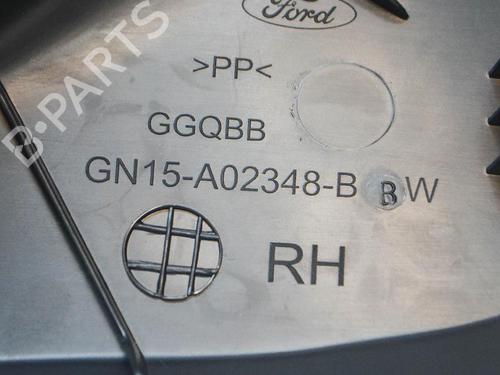 Ford
>PP<
GGQBB
GN15-A02348-B B W
RH
B-PARTS